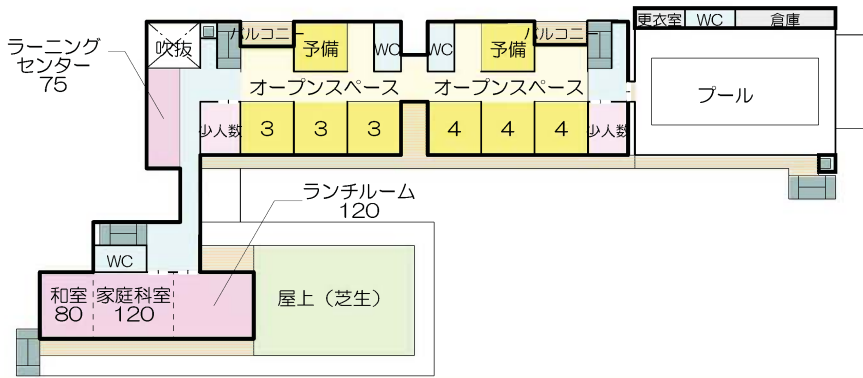 更衣室 WC 倉庫
吹抜 バルコニー 予備 WC WC 予備 バルコニー
ラーニング
センター
75
オープンスペース オープンスペース
プール
少人数 3 3 3 4 4 4 少人数
ランチルーム
120
WC
和室 家庭科室
80 120
屋上（芝生）